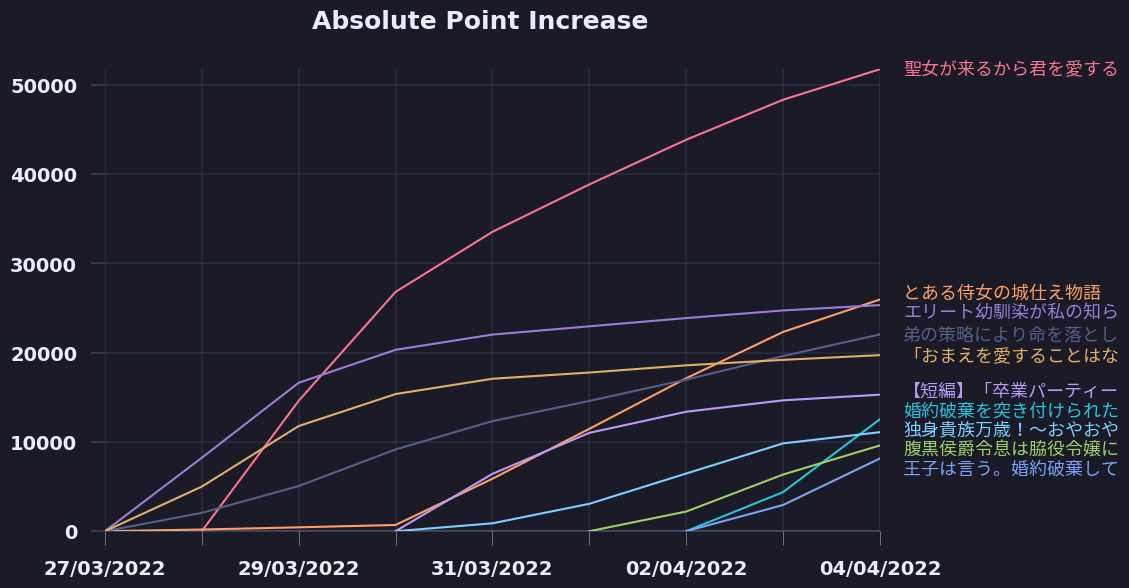 Absolute Point Increase
50000
40000
30000
20000
10000
0
27/03/2022
29/03/2022
31/03/2022
02/04/2022
04/04/2022
聖女が来るから君を愛する
とある侍女の城仕え物語
エリート幼馴染が私の知ら
弟の策略により命を落とし
「おまえを愛することはな
【短編】「卒業パーティー
婚約破棄を突き付けられた
独身貴族万歳！～おやおや
腹黒侯爵令息は脇役令嬢に
王子は言う。婚約破棄して